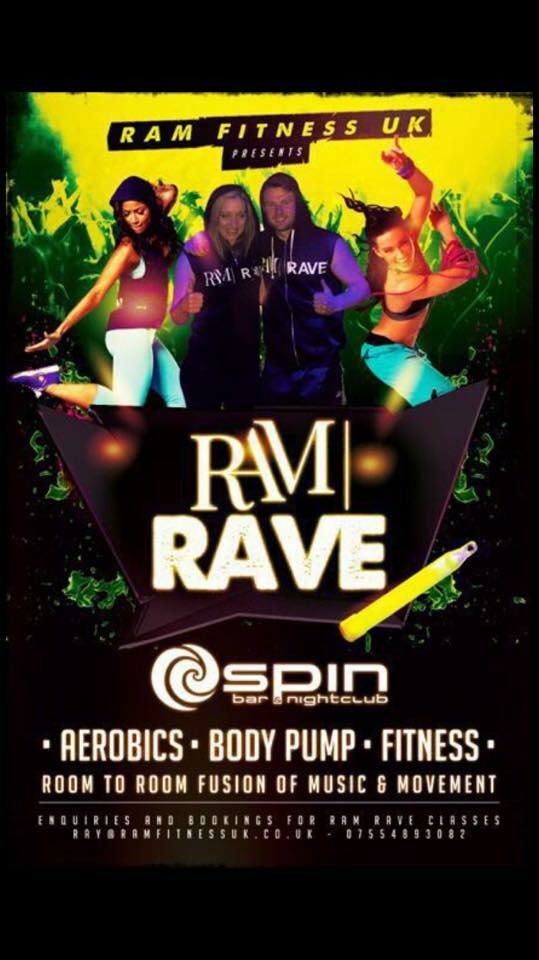 RAM FITNESS UK
PRESENTS
RAM RAVE
RAVE
RAM
RAVE
spin
bar & nightclub
· AEROBICS · BODY PUMP · FITNESS ·
ROOM TO ROOM FUSION OF MUSIC & MOVEMENT
ENQUIRIES AND BOOKINGS FOR RAM RAVE CLASSES
RAY@RAMFITNESSUK.CO.UK - 07554893082